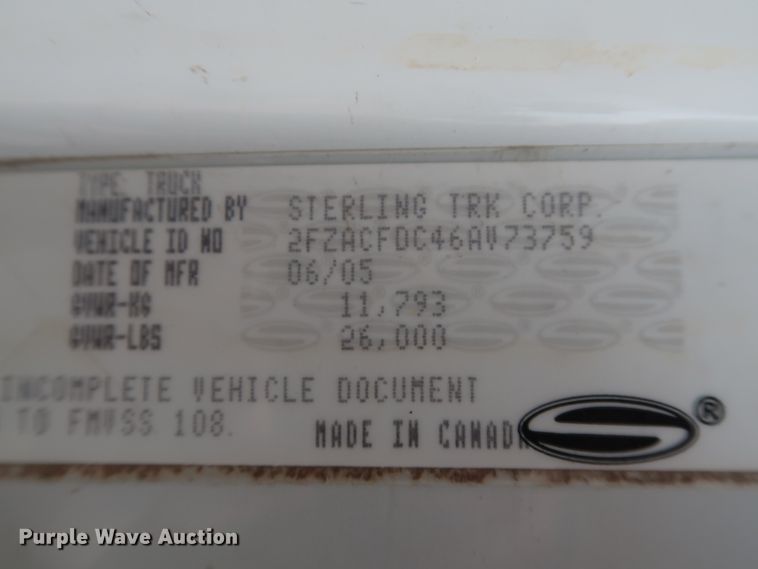 TYPE: TRUCK
MANUFACTURED BY STERLING TRK CORP.
VEHICLE ID NO 2FZACFDC46AV73759
DATE OF MFR 06/05
GVWR-KG 11,793
GVWR-LBS 26,000
INCOMPLETE VEHICLE DOCUMENT
TO FMVSS 108.
MADE IN CANADA ®
Purple Wave Auction